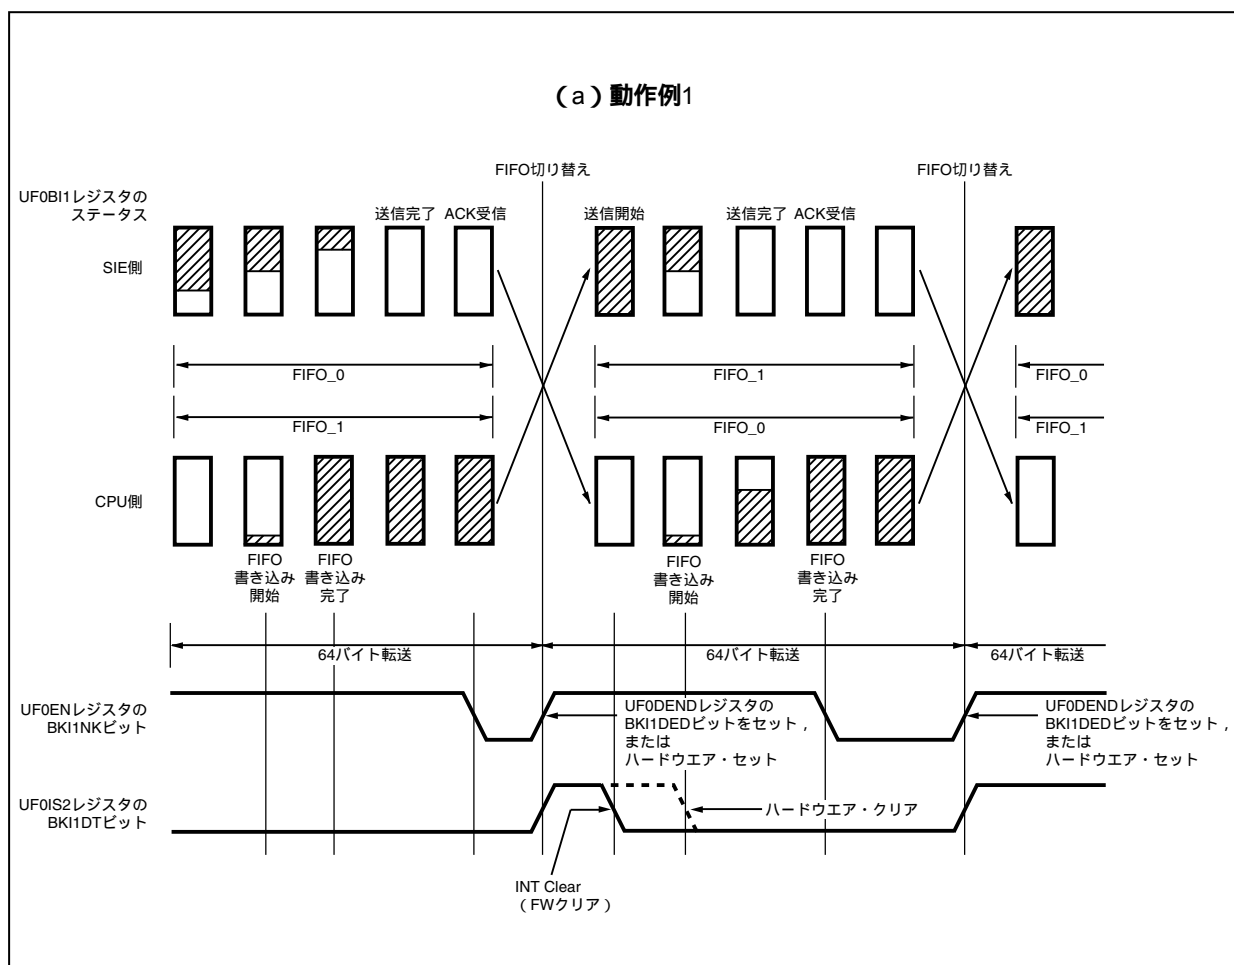 （a）動作例1
FIFO切り替え
FIFO切り替え
UF0BI1レジスタの
ステータス
送信完了
ACK受信
送信開始
送信完了
ACK受信
SIE側
FIFO_0
FIFO_1
FIFO_0
FIFO_1
FIFO_0
FIFO_1
CPU側
FIFO
書き込み
開始
FIFO
書き込み
完了
FIFO
書き込み
開始
FIFO
書き込み
完了
64バイト転送
64バイト転送
64バイト転送
UF0ENレジスタの
BKI1NKビット
UF0DENDレジスタの
BKI1DEDビットをセット，
または
ハードウエア・セット
UF0DENDレジスタの
BKI1DEDビットをセット，
または
ハードウエア・セット
UF0IS2レジスタの
BKI1DTビット
ハードウエア・クリア
INT Clear
（FWクリア）